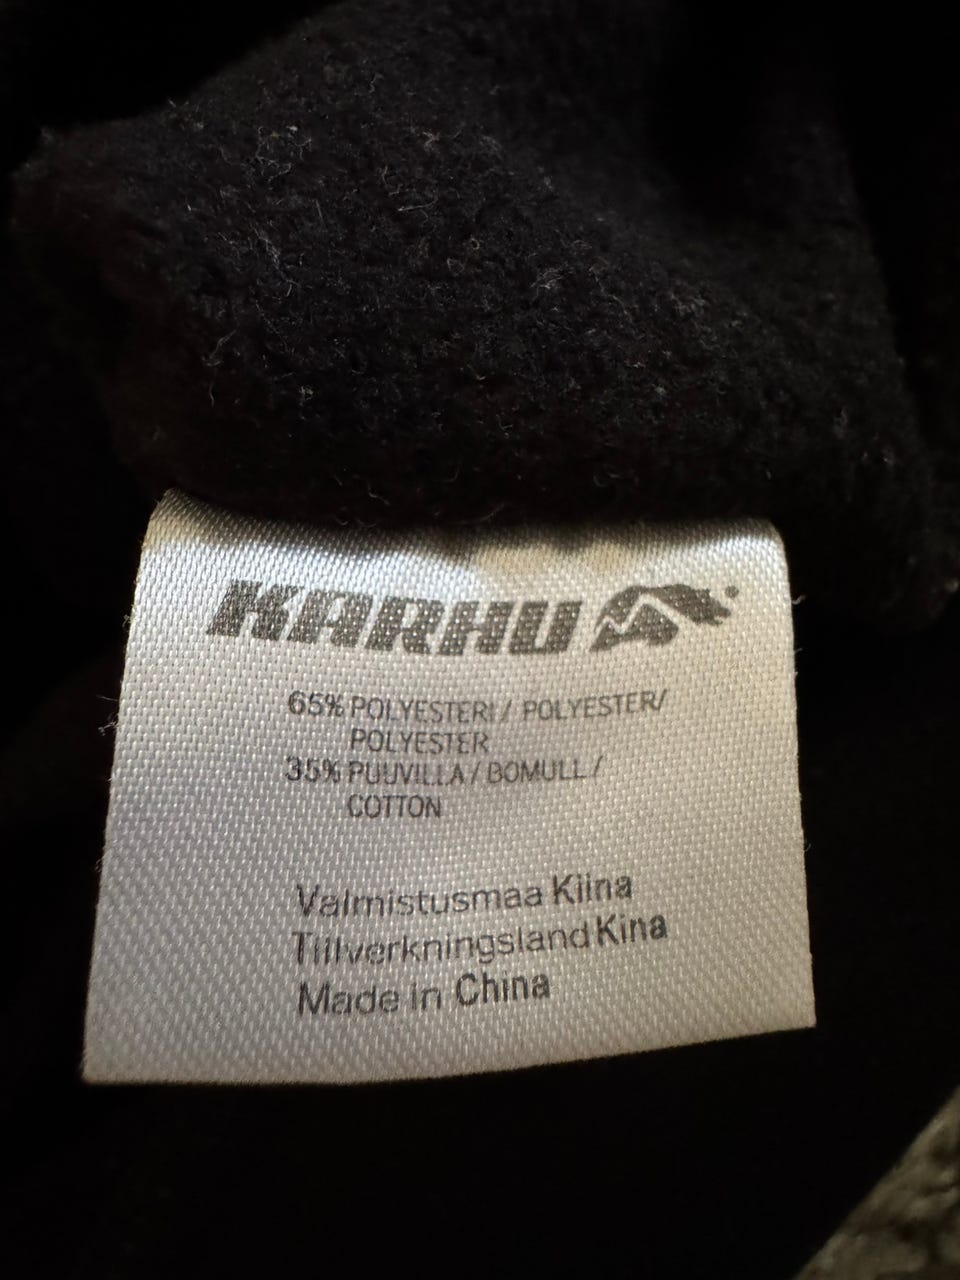 KARHU
65% POLYESTERI / POLYESTER/
POLYESTER
35% PUUVILLA / BOMULL /
COTTON
Valmistusmaa Kiina
Tillverkningsland Kina
Made in China